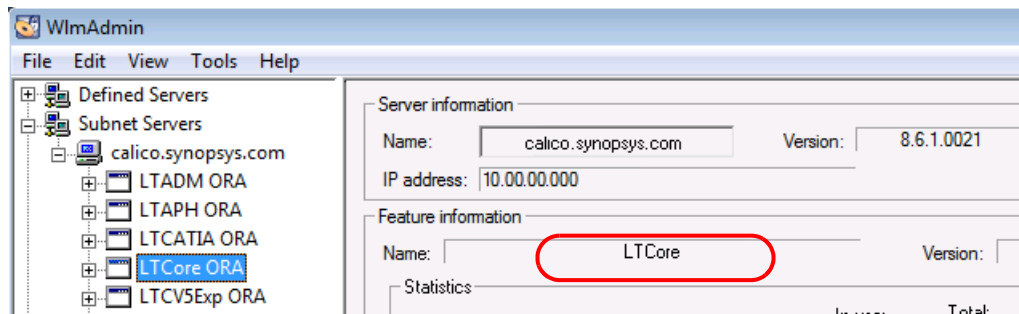 WlmAdmin
File Edit View Tools Help
Defined Servers
Subnet Servers
calico.synopsys.com
LTADM ORA
LTAPH ORA
LTCATIA ORA
LTCore ORA
LTCV5Exp ORA
Server information
Name: calico.synopsys.com Version: 8.6.1.0021
IP address: 10.00.00.000
Feature information
Name: LTCore Version:
Statistics
In use: Total: